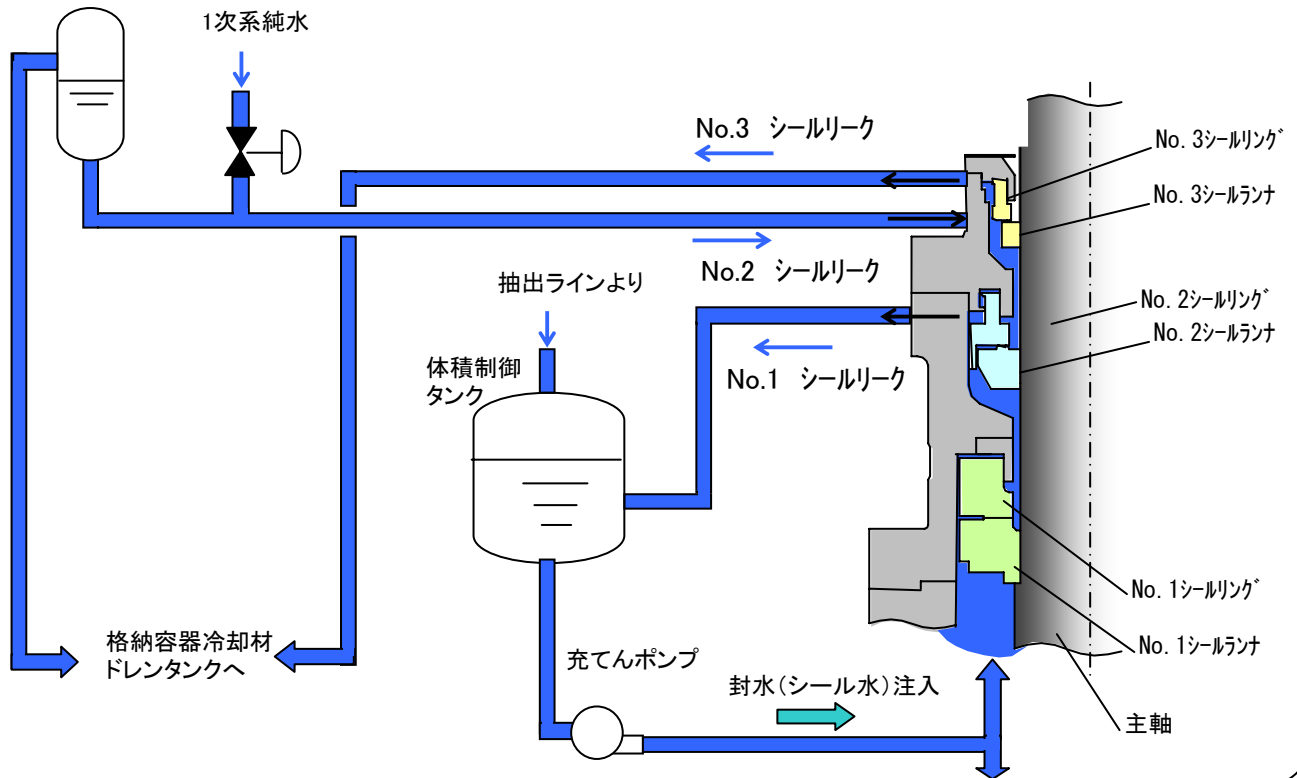 1次系純水
No.3 シールリーク
No.3シールリング
No.3シールランナ
No.2 シールリーク
抽出ラインより
No.2シールリング
No.2シールランナ
体積制御
タンク
No.1 シールリーク
No.1シールリング
格納容器冷却材
ドレンタンクへ
充てんポンプ
No.1シールランナ
封水(シール水)注入
主軸